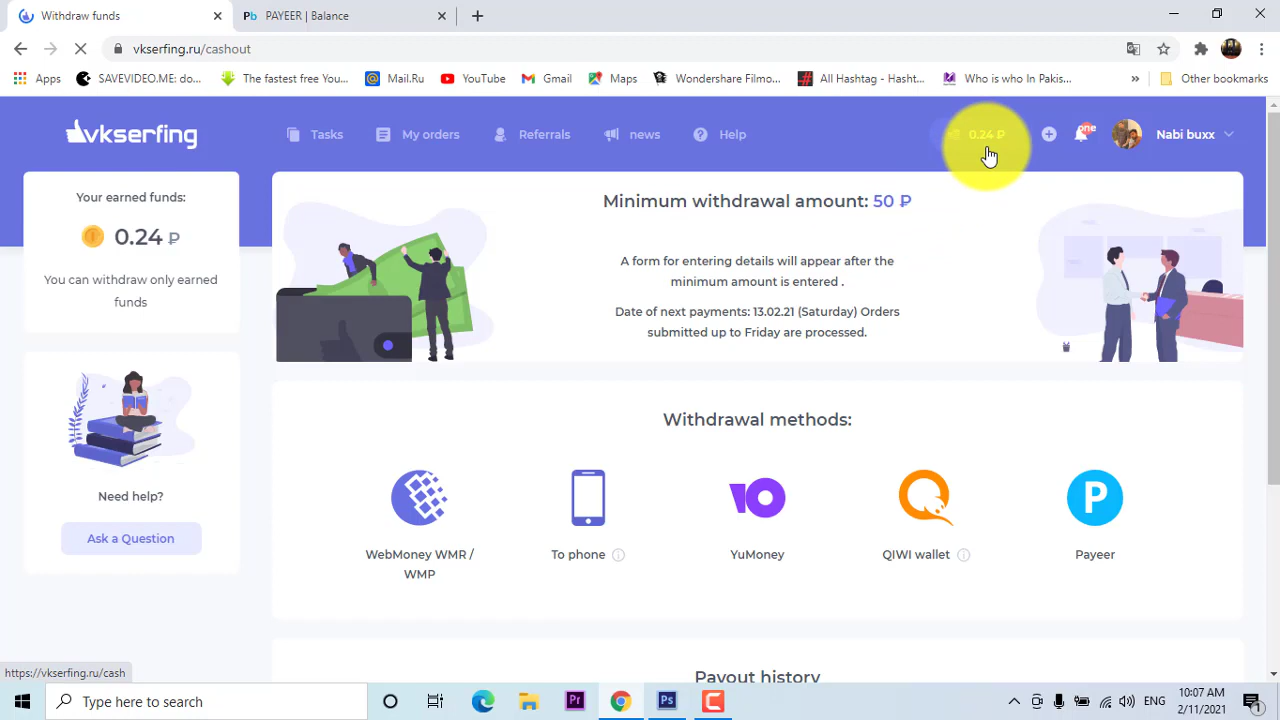 Withdraw funds
PAYEER | Balance
vkserfing.ru/cashout
Apps
SAVEVIDEO.ME: do...
The fastest free You...
Mail.Ru
YouTube
Gmail
Maps
Wondershare Filmo...
All Hashtag - Hasht...
Who is who In Pakis...
»
Other bookmarks
vkserfing
Tasks
My orders
Referrals
news
Help
0.24 ₽
one
Nabi buxx
Your earned funds:
0.24 ₽
You can withdraw only earned
funds
Minimum withdrawal amount: 50 ₽
A form for entering details will appear after the
minimum amount is entered .
Date of next payments: 13.02.21 (Saturday) Orders
submitted up to Friday are processed.
Need help?
Ask a Question
Withdrawal methods:
WebMoney WMR /
WMP
To phone
YuMoney
QIWI wallet
Payeer
Payout history
https://vkserfing.ru/cash
Type here to search
ENG
10:07 AM
2/11/2021